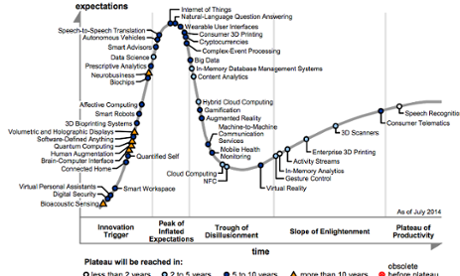 expectations
Internet of Things
Natural-Language Question Answering
Wearable User Interfaces
Speech-to-Speech Translation
Consumer 3D Printing
Autonomous Vehicles
Cryptocurrencies
Smart Advisors
Complex-Event Processing
Data Science
Big Data
Prescriptive Analytics
In-Memory Database Management Systems
Neurobusiness
Content Analytics
Biochips
Hybrid Cloud Computing
Affective Computing
Gamification
Smart Robots
Augmented Reality
3D Bioprinting Systems
Machine-to-Machine
Communication
Services
Volumetric and Holographic Displays
Software-Defined Anything
Quantum Computing
Human Augmentation
Brain-Computer Interface
Quantified Self
Connected Home
Mobile Health
Monitoring
Cloud Computing
NFC
Virtual Reality
Gesture Control
In-Memory Analytics
Activity Streams
Enterprise 3D Printing
3D Scanners
Consumer Telematics
Speech Recognitio
Virtual Personal Assistants
Smart Workspace
Digital Security
Bioacoustic Sensing
As of July 2014
Innovation
Trigger
Peak of
Inflated
Expectations
Trough of
Disillusionment
Slope of Enlightenment
Plateau of
Productivity
time
Plateau will be reached in:
less than 2 years
2 to 5 years
5 to 10 years
more than 10 years
obsolete
before plateau